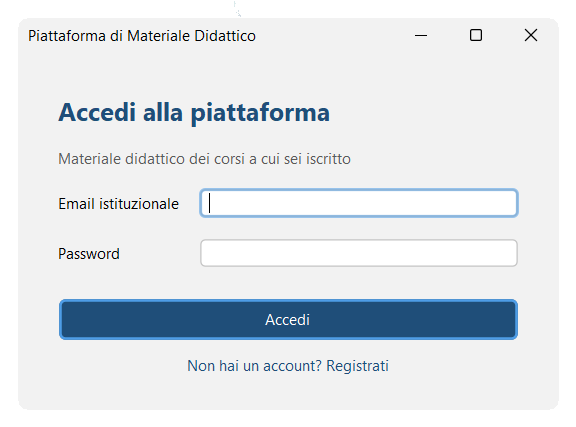 Piattaforma di Materiale Didattico
Accedi alla piattaforma
Materiale didattico dei corsi a cui sei iscritto
Email istituzionale
Password
Accedi
Non hai un account? Registrati